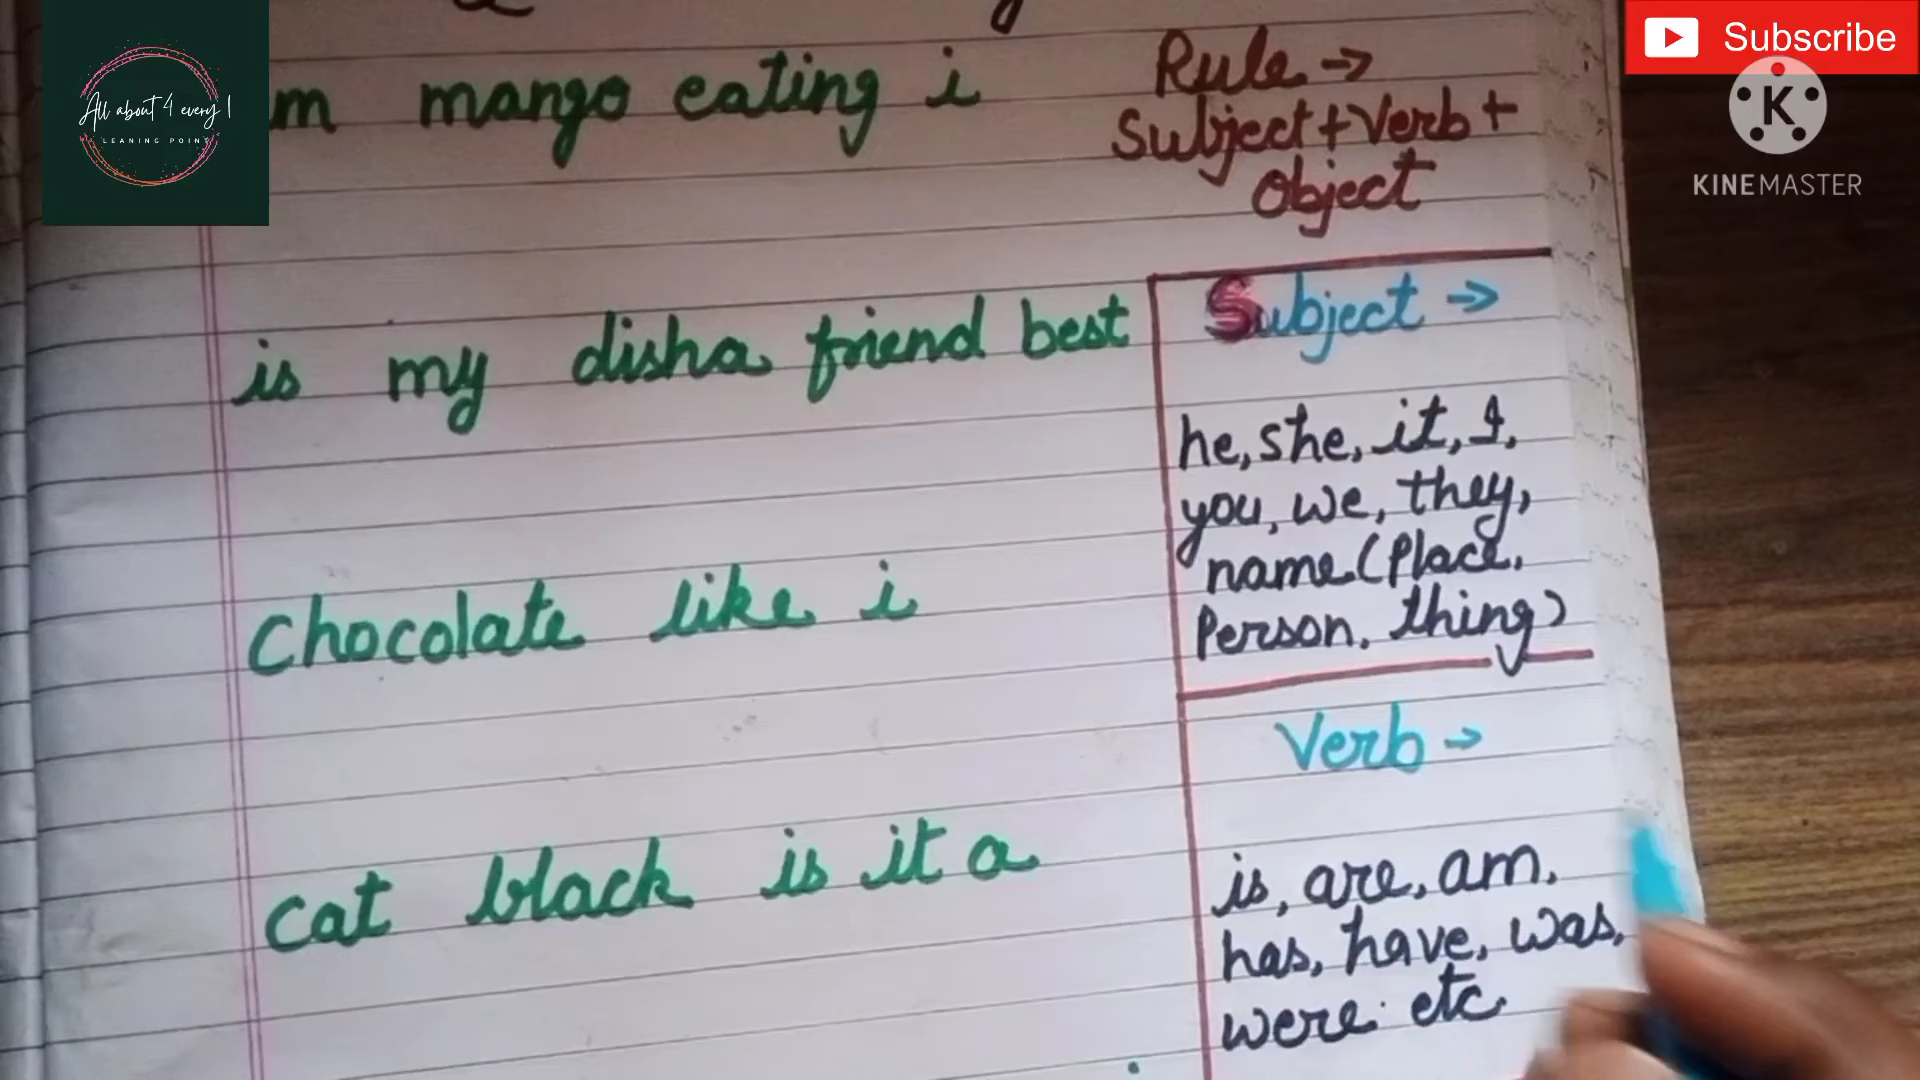 All about 4 every 1
LEANING POINT
Subscribe
K
KINEMASTER
m mango eating i
Rule →
Subject + Verb +
Object
is my disha friend best
Subject →
he, she, it, I,
you, we, they,
name (Place,
Person, thing)
Chocolate like i
Verb →
cat black is it a
is, are, am,
has, have, was,
were etc